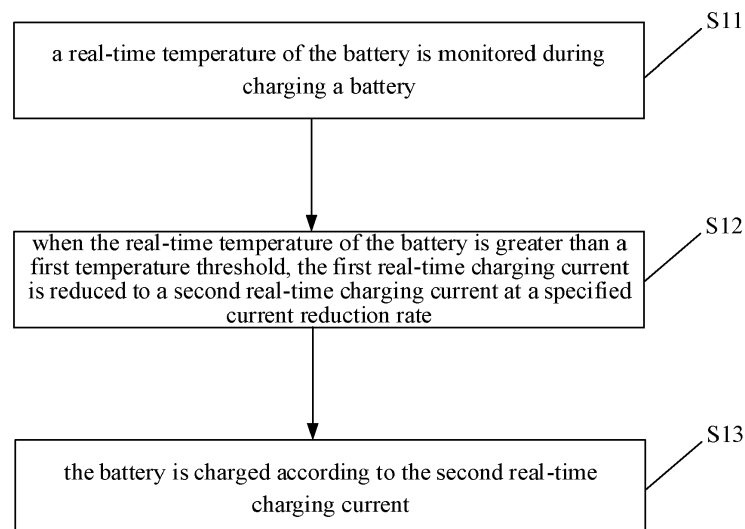 S11
a real-time temperature of the battery is monitored during
charging a battery
S12
when the real-time temperature of the battery is greater than a
first temperature threshold, the first real-time charging current
is reduced to a second real-time charging current at a specified
current reduction rate
S13
the battery is charged according to the second real-time
charging current